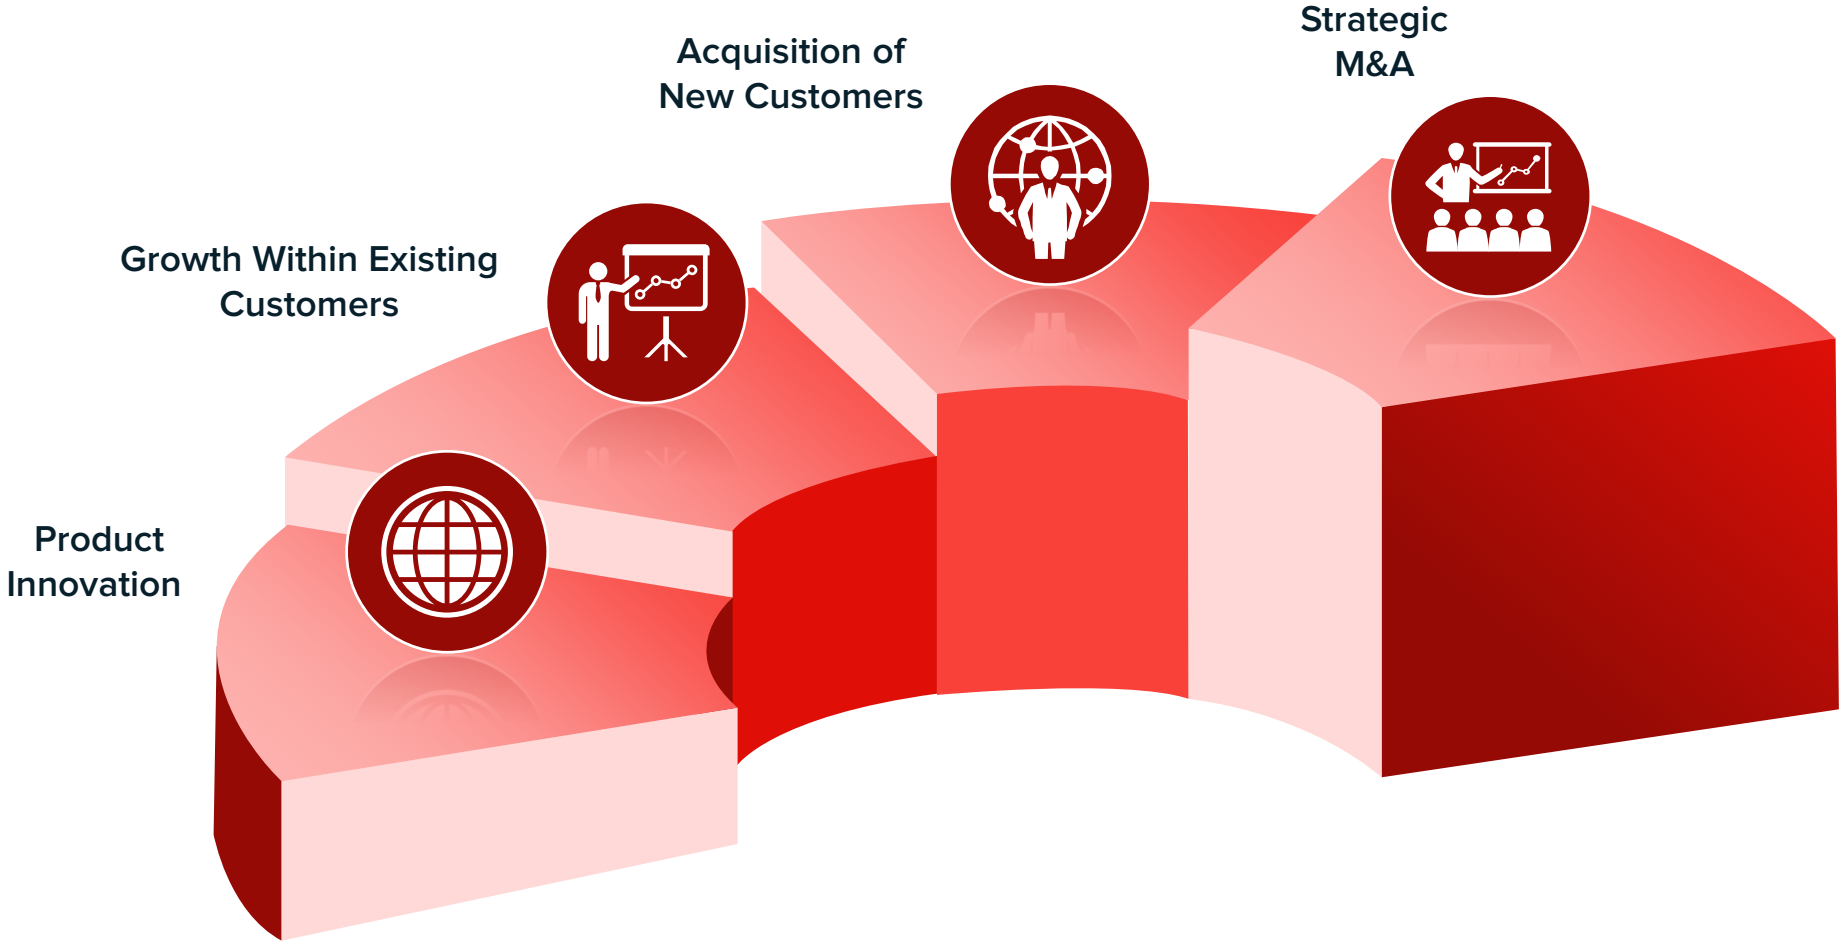 Strategic
M&A
Acquisition of
New Customers
Growth Within Existing
Customers
Product
Innovation